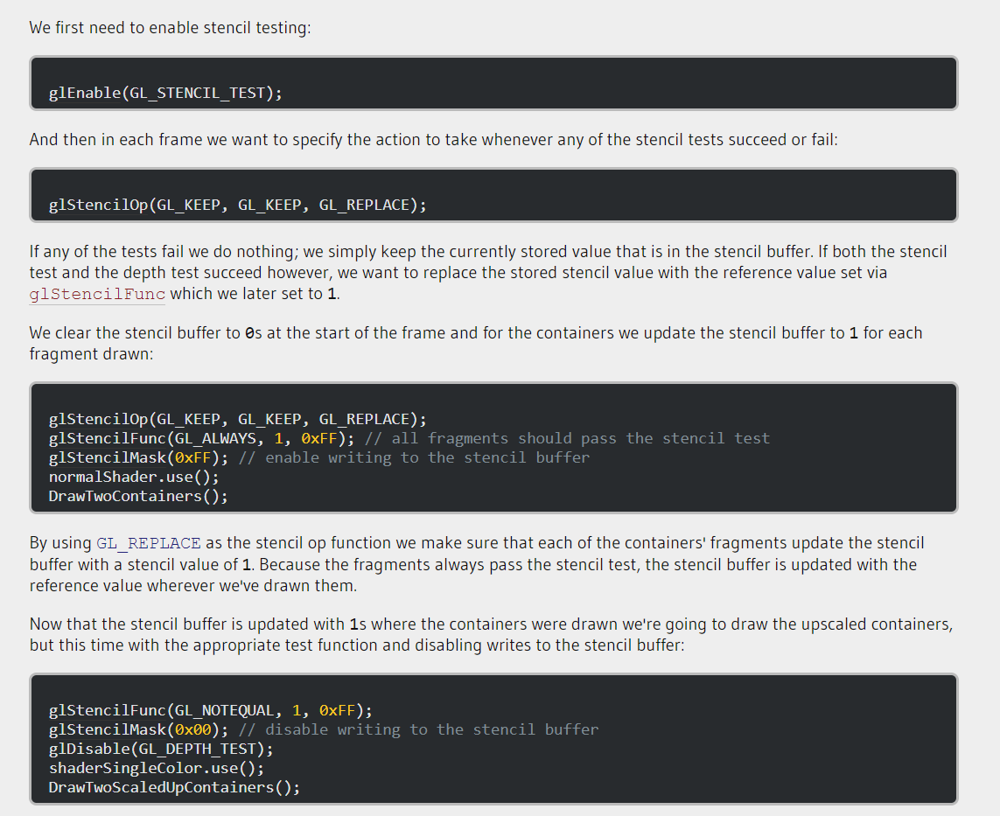 We first need to enable stencil testing:
glEnable(GL_STENCIL_TEST);
And then in each frame we want to specify the action to take whenever any of the stencil tests succeed or fail:
glStencilOp(GL_KEEP, GL_KEEP, GL_REPLACE);
If any of the tests fail we do nothing; we simply keep the currently stored value that is in the stencil buffer. If both the stencil
test and the depth test succeed however, we want to replace the stored stencil value with the reference value set via
glStencilFunc which we later set to 1.
We clear the stencil buffer to 0s at the start of the frame and for the containers we update the stencil buffer to 1 for each
fragment drawn:
glStencilOp(GL_KEEP, GL_KEEP, GL_REPLACE);
glStencilFunc(GL_ALWAYS, 1, 0xFF); // all fragments should pass the stencil test
glStencilMask(0xFF); // enable writing to the stencil buffer
normalShader.use();
DrawTwoContainers();
By using GL_REPLACE as the stencil op function we make sure that each of the containers' fragments update the stencil
buffer with a stencil value of 1. Because the fragments always pass the stencil test, the stencil buffer is updated with the
reference value wherever we've drawn them.
Now that the stencil buffer is updated with 1s where the containers were drawn we're going to draw the upscaled containers,
but this time with the appropriate test function and disabling writes to the stencil buffer:
glStencilFunc(GL_NOTEQUAL, 1, 0xFF);
glStencilMask(0x00); // disable writing to the stencil buffer
glDisable(GL_DEPTH_TEST);
shaderSingleColor.use();
DrawTwoScaledUpContainers();